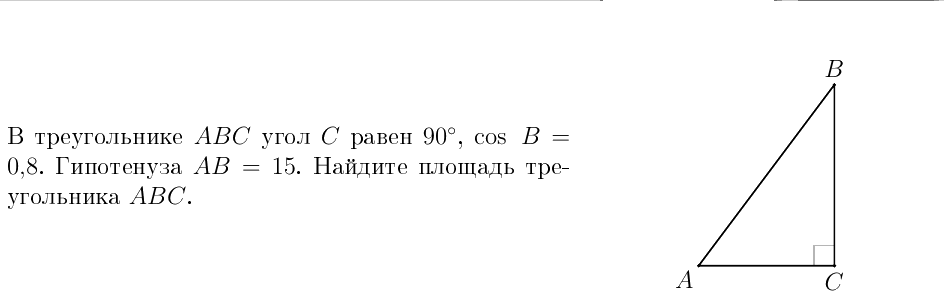 В треугольнике ABC угол C равен 90°, cos B =
0,8. Гипотенуза AB = 15. Найдите площадь тре-
угольника ABC.
B
A
C